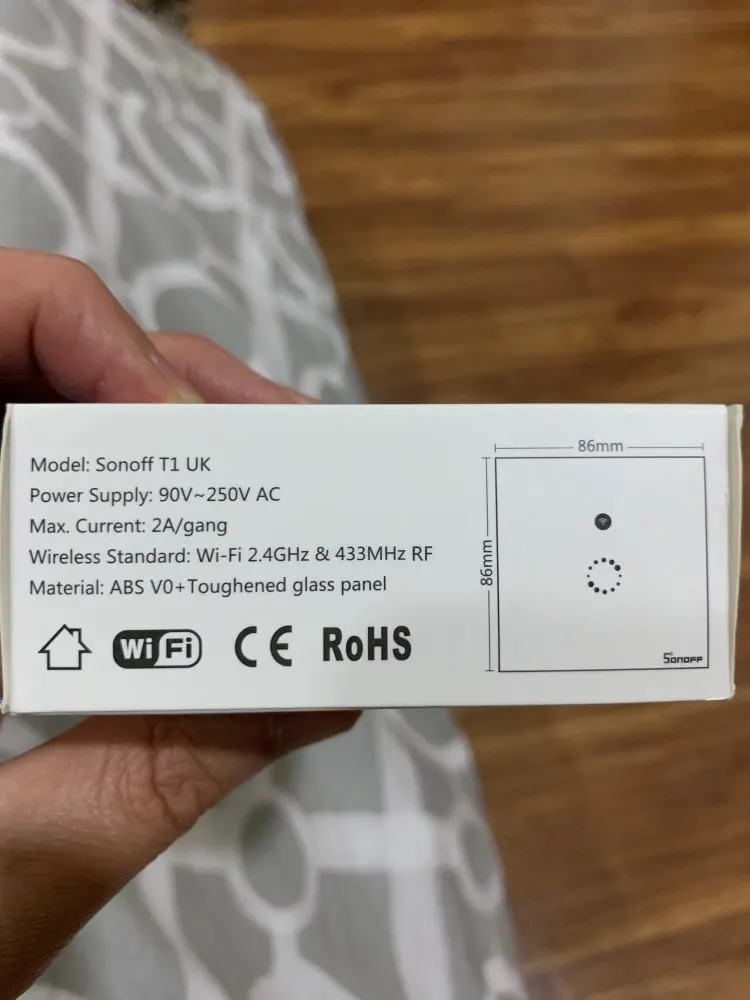 Model: Sonoff T1 UK
Power Supply: 90V~250V AC
Max. Current: 2A/gang
Wireless Standard: Wi-Fi 2.4GHz & 433MHz RF
Material: ABS V0+Toughened glass panel
WiFi CE RoHS
86mm
86mm
SONOFF